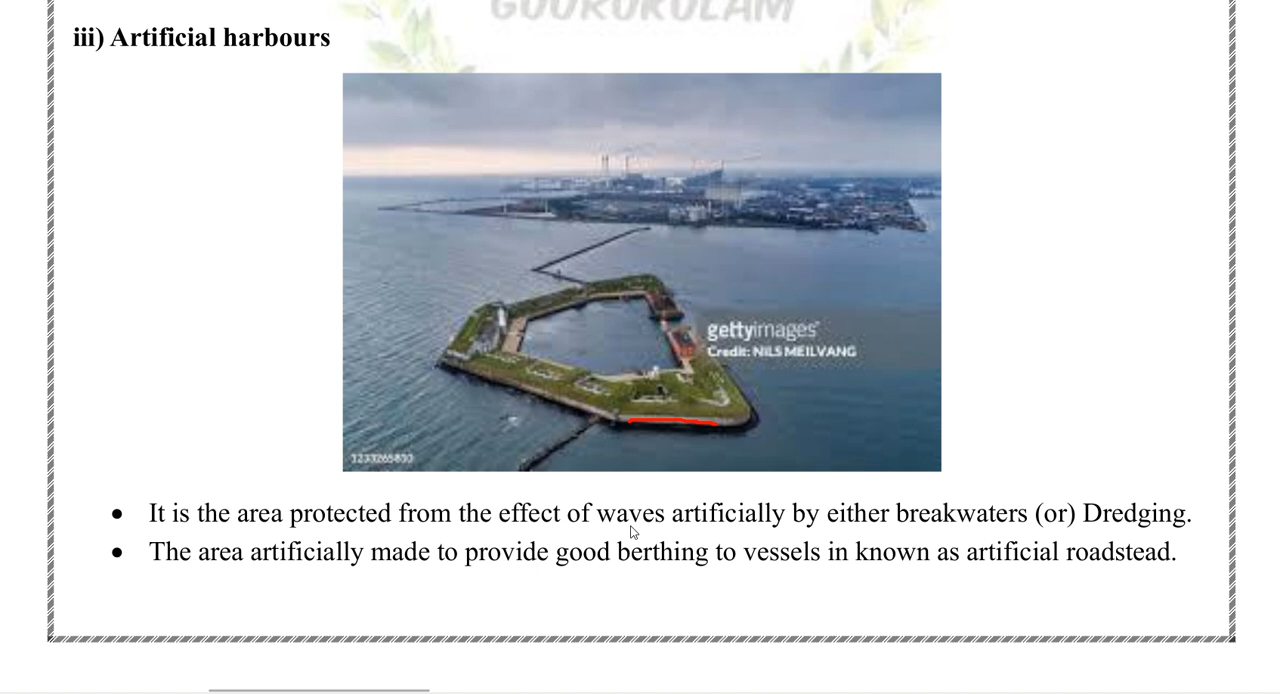 GOURUKULAM
iii) Artificial harbours
gettyimages®
Credit: NILS MEILVANG
1233265833
• It is the area protected from the effect of waves artificially by either breakwaters (or) Dredging.
• The area artificially made to provide good berthing to vessels in known as artificial roadstead.